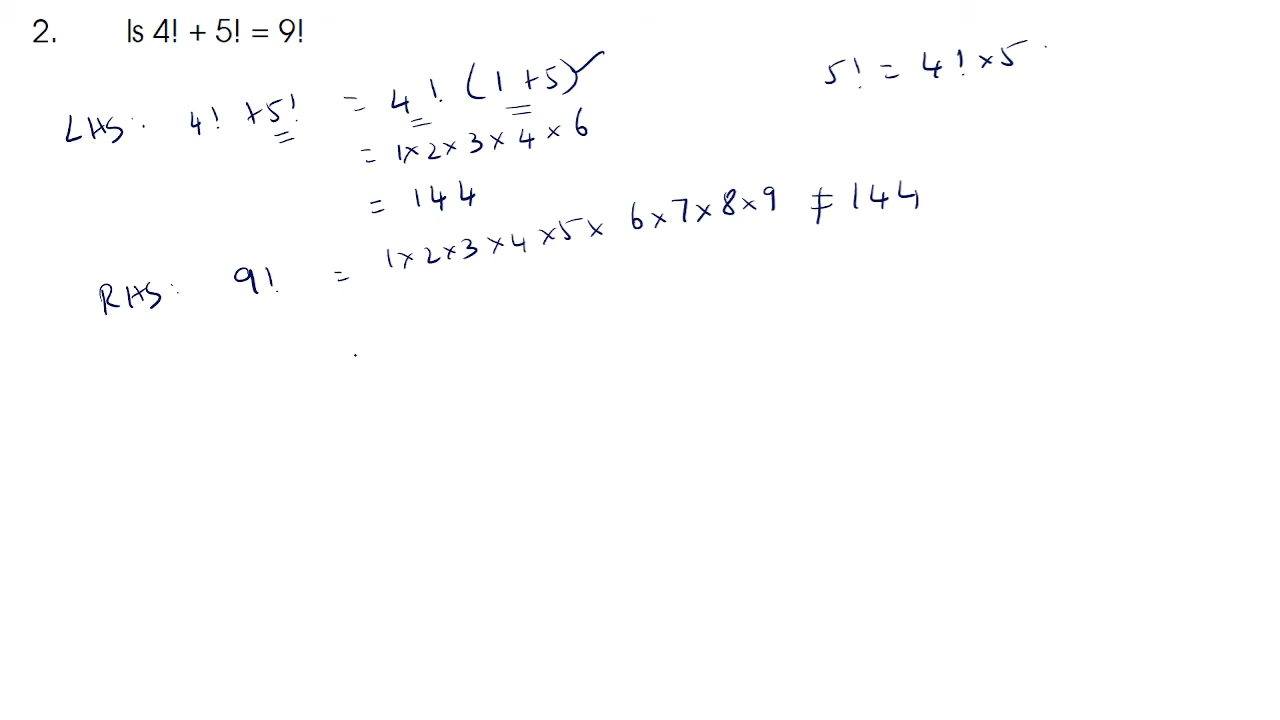 2. Is 4! + 5! = 9!
5! = 4! × 5
LHS: 4! + 5! = 4! (1 + 5) ✓
= 1 × 2 × 3 × 4 × 6
= 144
RHS: 9! = 1 × 2 × 3 × 4 × 5 × 6 × 7 × 8 × 9 ≠ 144